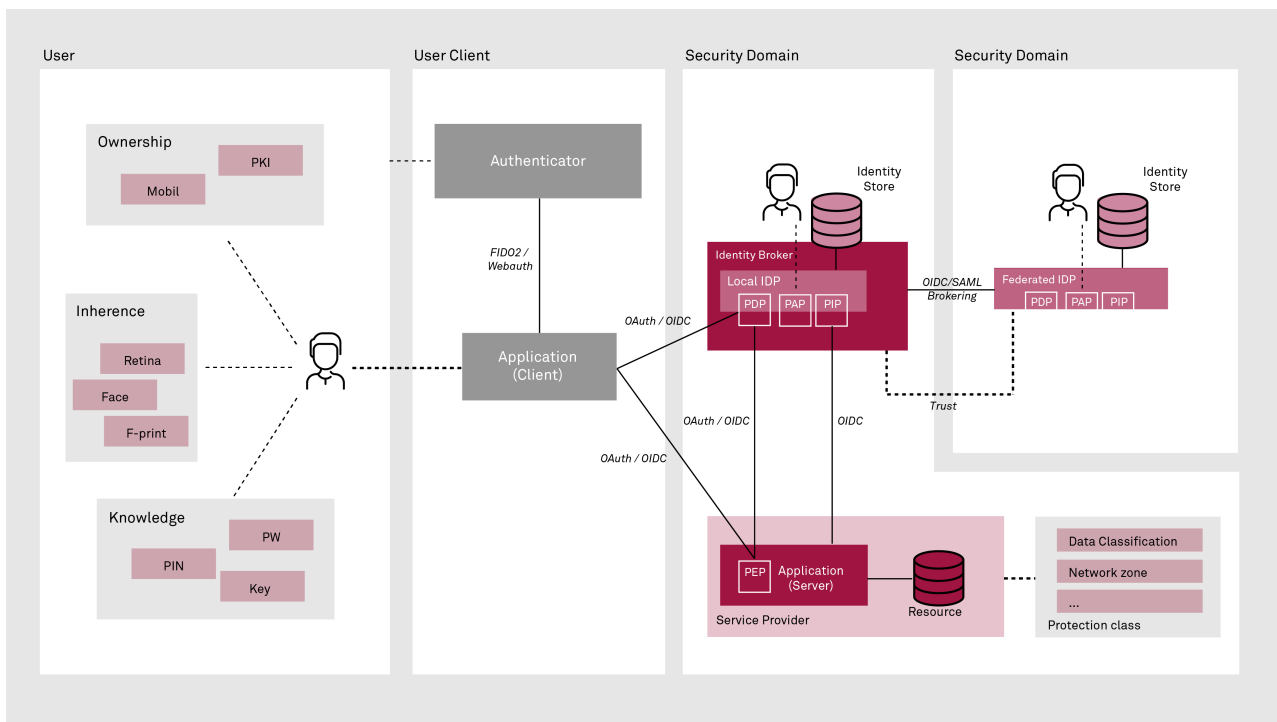 User
User Client
Security Domain
Security Domain
Ownership
PKI
Mobil
Inherence
Retina
Face
F-print
Knowledge
PW
PIN
Key
Authenticator
FIDO2 /
Webauth
Application
(Client)
OAuth / OIDC
OAuth / OIDC
Identity
Store
Identity Broker
Local IDP
PDP
PAP
PIP
OIDC/SAML
Brokering
Identity
Store
Federated IDP
PDP
PAP
PIP
Trust
OAuth / OIDC
OIDC
PEP
Application
(Server)
Resource
Service Provider
Data Classification
Network zone
...
Protection class